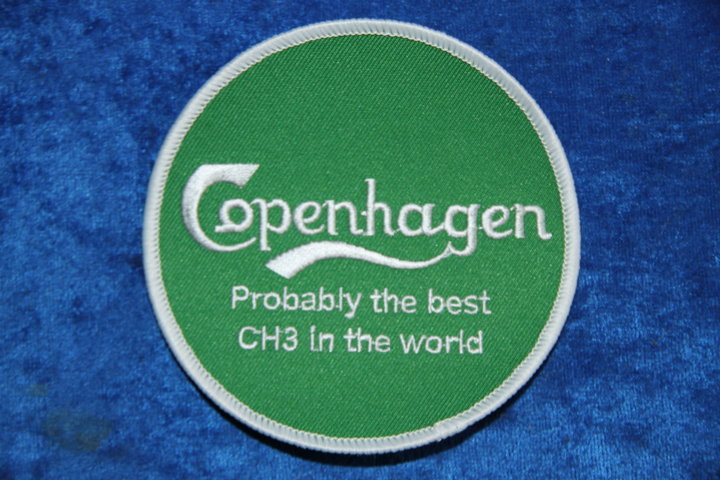 Copenhagen
Probably the best
CH3 in the world